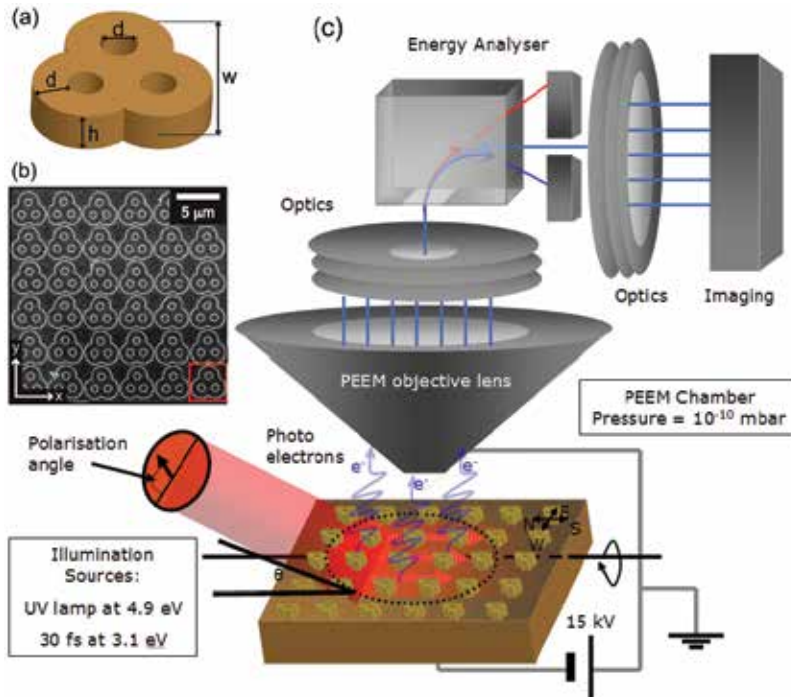 (a)
d
d
w
h
(b)
5 μm
y
x
(c)
Energy Analyser
Optics
Optics
Imaging
PEEM objective lens
PEEM Chamber
Pressure = 10⁻¹⁰ mbar
Polarisation
angle
Photo
electrons
e⁻
e⁻
e⁻
N
E
S
W
θ
Illumination
Sources:
UV lamp at 4.9 eV
30 fs at 3.1 eV
15 kV